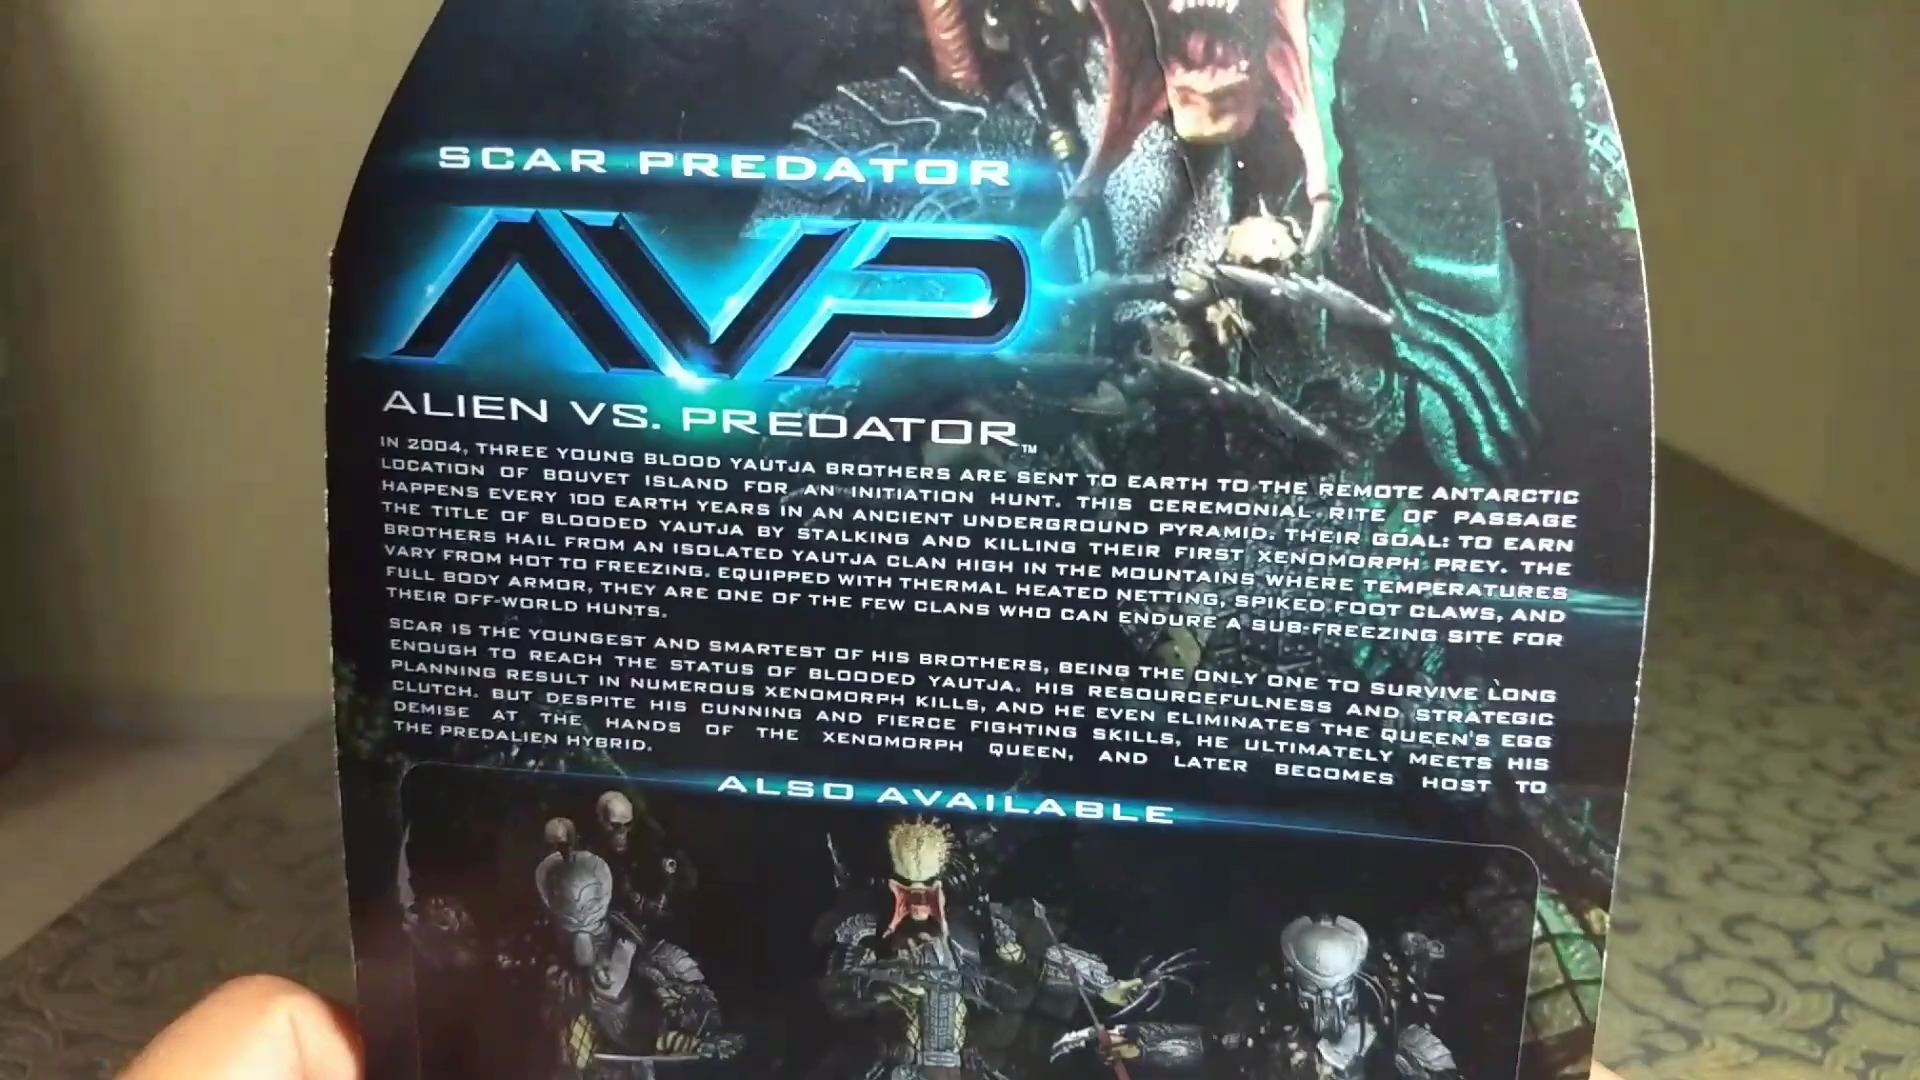 SCAR PREDATOR
AVP
ALIEN VS. PREDATOR™
IN 2004, THREE YOUNG BLOOD YAUTJA BROTHERS ARE SENT TO EARTH TO THE REMOTE ANTARCTIC
LOCATION OF BOUVET ISLAND FOR AN INITIATION HUNT. THIS CEREMONIAL RITE OF PASSAGE
HAPPENS EVERY 100 EARTH YEARS IN AN ANCIENT UNDERGROUND PYRAMID. THEIR GOAL: TO EARN
THE TITLE OF BLOODED YAUTJA BY STALKING AND KILLING THEIR FIRST XENOMORPH PREY. THE
BROTHERS HAIL FROM AN ISOLATED YAUTJA CLAN HIGH IN THE MOUNTAINS WHERE TEMPERATURES
VARY FROM HOT TO FREEZING. EQUIPPED WITH THERMAL HEATED NETTING, SPIKED FOOT CLAWS, AND
FULL BODY ARMOR, THEY ARE ONE OF THE FEW CLANS WHO CAN ENDURE A SUB-FREEZING SITE FOR
THEIR OFF-WORLD HUNTS.
SCAR IS THE YOUNGEST AND SMARTEST OF HIS BROTHERS, BEING THE ONLY ONE TO SURVIVE LONG
ENOUGH TO REACH THE STATUS OF BLOODED YAUTJA. HIS RESOURCEFULNESS AND STRATEGIC
PLANNING RESULT IN NUMEROUS XENOMORPH KILLS, AND HE EVEN ELIMINATES THE QUEEN'S EGG
CLUTCH. BUT DESPITE HIS CUNNING AND FIERCE FIGHTING SKILLS, HE ULTIMATELY MEETS HIS
DEMISE AT THE HANDS OF THE XENOMORPH QUEEN, AND LATER BECOMES HOST TO
THE PREDALIEN HYBRID.
ALSO AVAILABLE